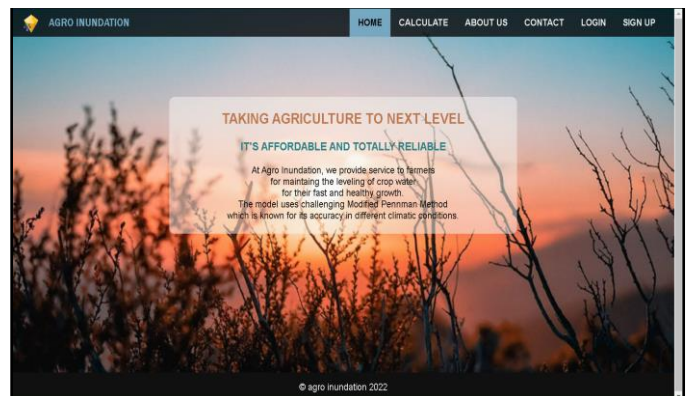 AGRO INUNDATION
HOME CALCULATE ABOUT US CONTACT LOGIN SIGN UP
TAKING AGRICULTURE TO NEXT LEVEL
IT'S AFFORDABLE AND TOTALLY RELIABLE
At Agro Inundation, we provide service to farmers
for maintaing the leveling of crop water
for their fast and healthy growth.
The model uses challenging Modified Pennman Method
which is known for its accuracy in different climatic conditions.
© agro inundation 2022